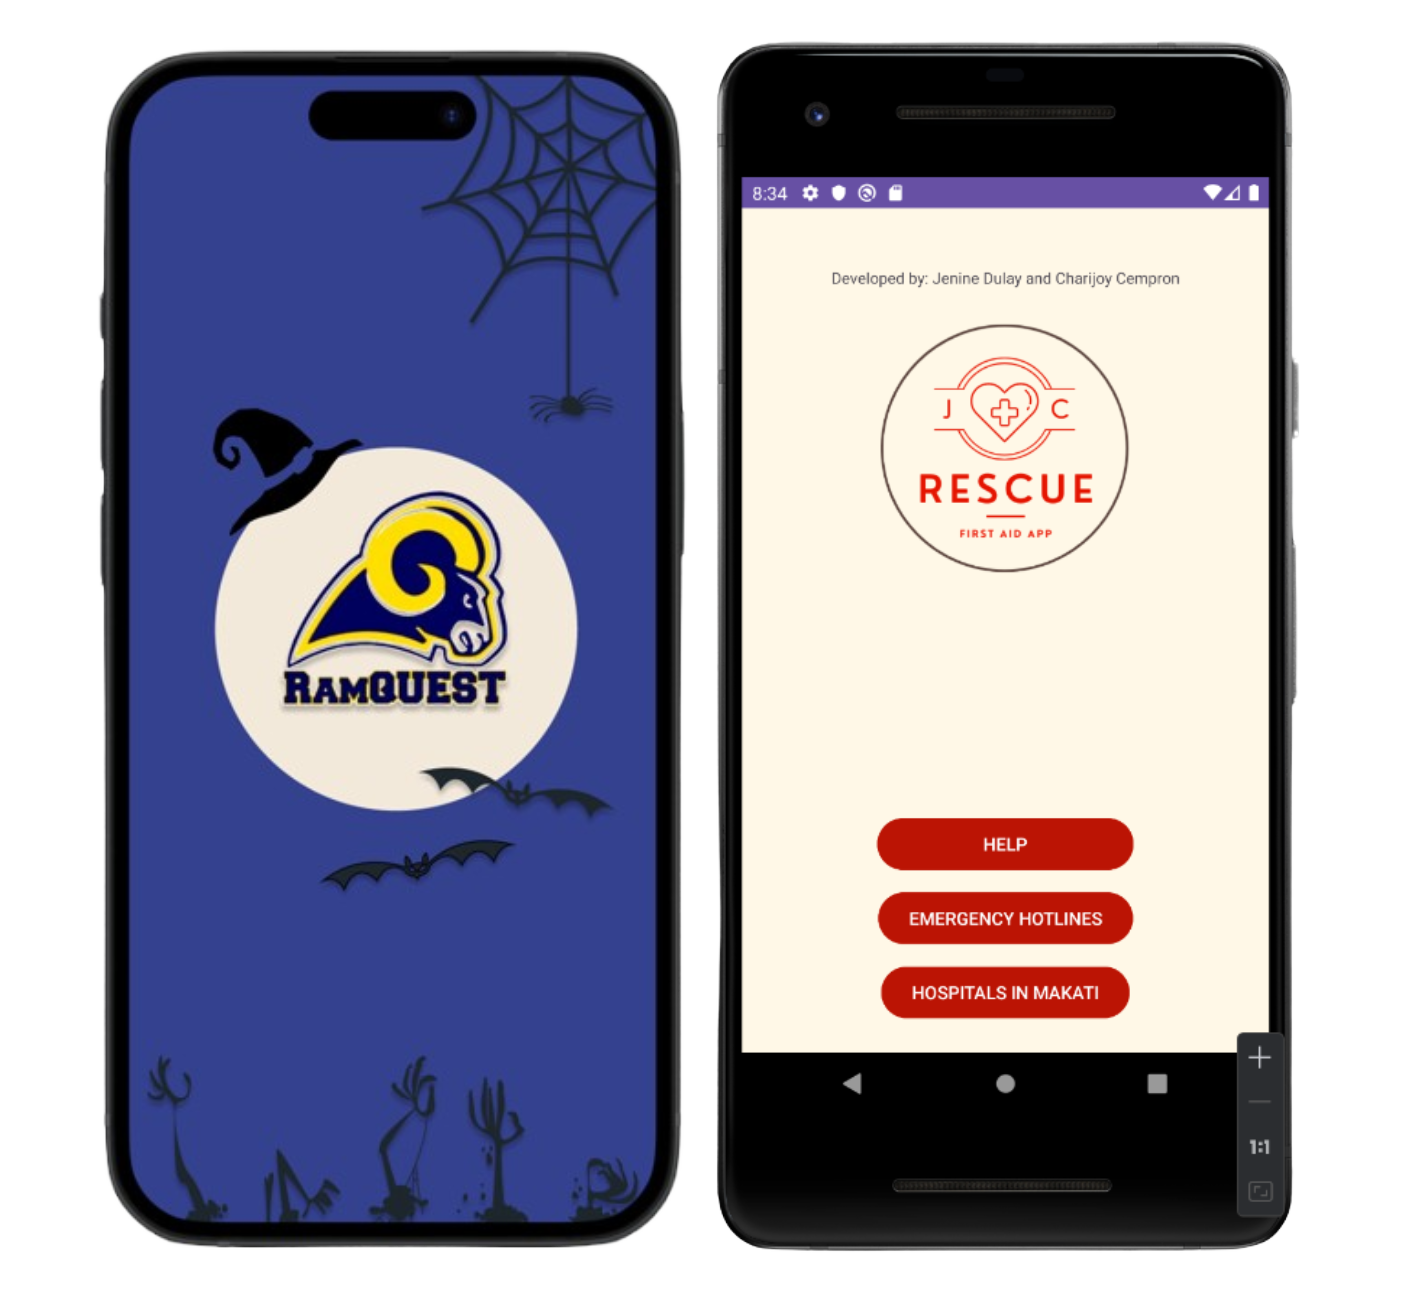 RAMQUEST
8:34
Developed by: Jenine Dulay and Charijoy Cempron
J C
RESCUE
FIRST AID APP
HELP
EMERGENCY HOTLINES
HOSPITALS IN MAKATI
1:1